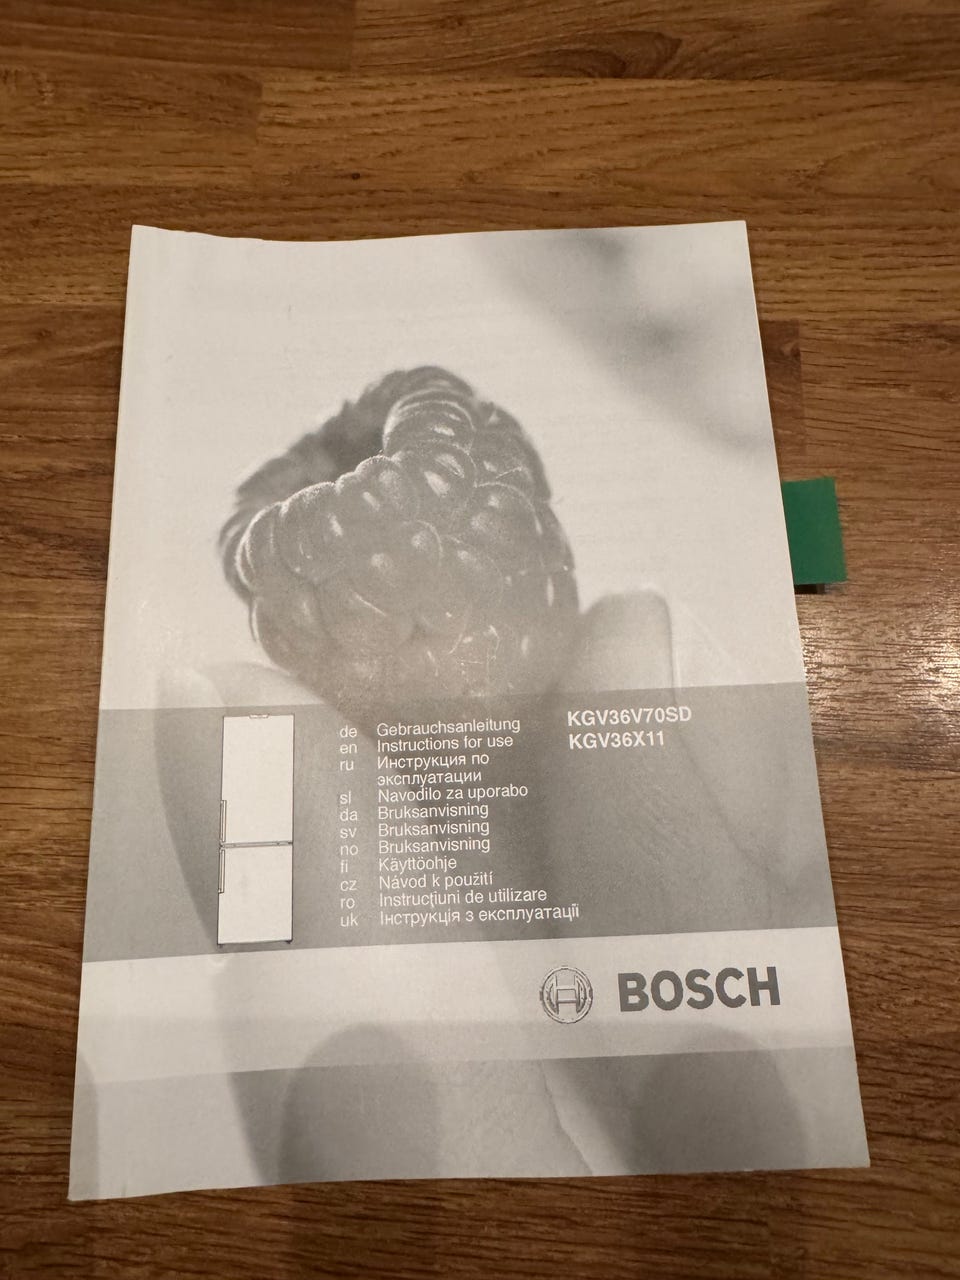 de Gebrauchsanleitung
en Instructions for use
ru Инструкция по
эксплуатации
sl Navodilo za uporabo
da Bruksanvisning
sv Bruksanvisning
no Bruksanvisning
fi Käyttöohje
cz Návod k použití
ro Instrucţiuni de utilizare
uk Інструкція з експлуатації
KGV36V70SD
KGV36X11
BOSCH